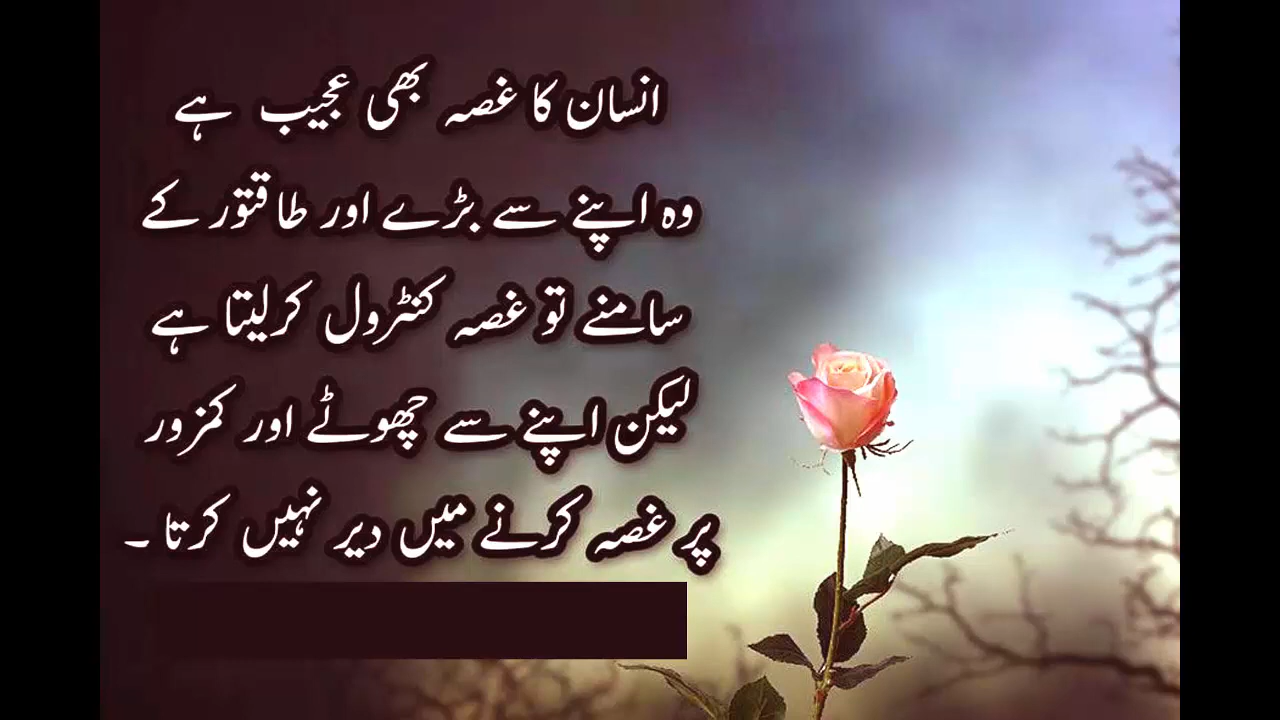 انسان کا غصہ بھی عجیب ہے
وہ اپنے سے بڑے اور طاقتور کے
سامنے تو غصہ کنٹرول کرلیتا ہے
لیکن اپنے سے چھوٹے اور کمزور
پر غصہ کرنے میں دیر نہیں کرتا ۔